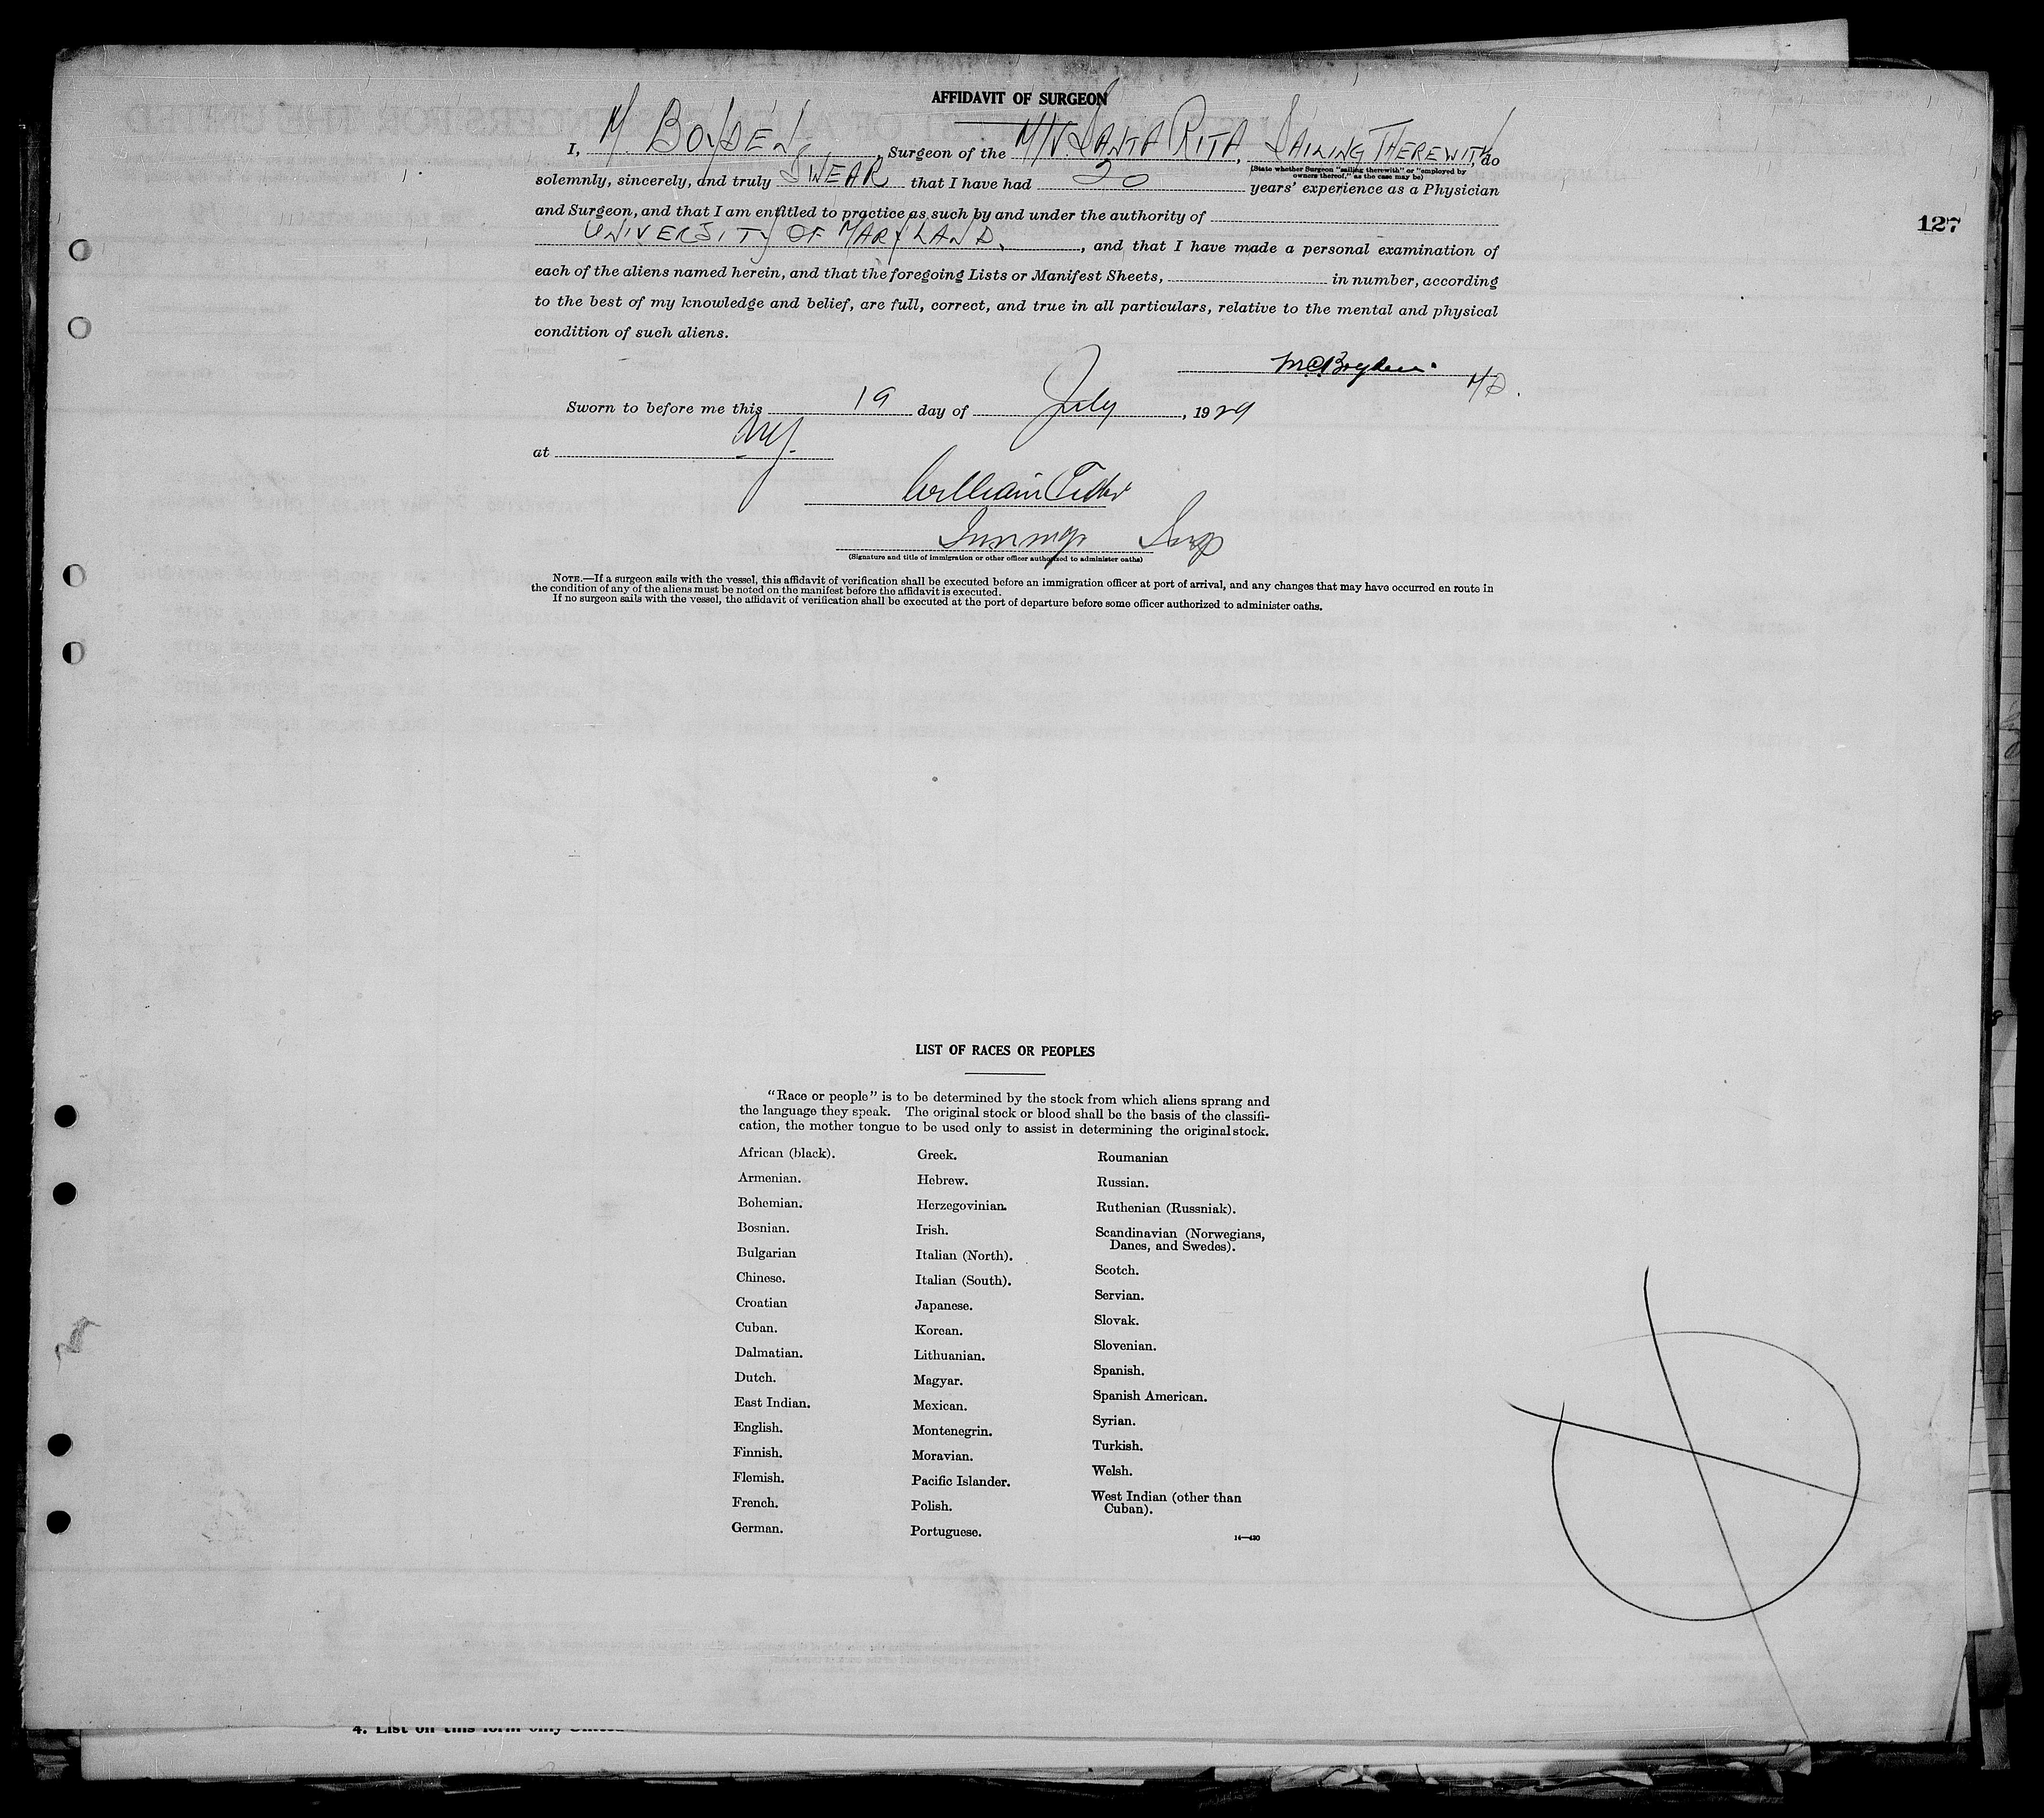 AFFIDAVIT OF SURGEON
I, M. BOYDEN, Surgeon of the M/V. SANTA RITA, SAILING THEREWITH, do
(State whether Surgeon "sailing therewith" or "employed by
owners thereof," as the case may be)
solemnly, sincerely, and truly SWEAR that I have had 20 years' experience as a Physician
and Surgeon, and that I am entitled to practice as such by and under the authority of
UNIVERSITY OF MARYLAND, and that I have made a personal examination of
127
each of the aliens named herein, and that the foregoing Lists or Manifest Sheets, in number, according
to the best of my knowledge and belief, are full, correct, and true in all particulars, relative to the mental and physical
condition of such aliens.
M C Boyden MD.
Sworn to before me this 19 day of July, 1929
at NY.
William
(Signature and title of immigration or other officer authorized to administer oaths)
NOTE.—If a surgeon sails with the vessel, this affidavit of verification shall be executed before an immigration officer at port of arrival, and any changes that may have occurred en route in
the condition of any of the aliens must be noted on the manifest before the affidavit is executed.
If no surgeon sails with the vessel, the affidavit of verification shall be executed at the port of departure before some officer authorized to administer oaths.
LIST OF RACES OR PEOPLES
"Race or people" is to be determined by the stock from which aliens sprang and
the language they speak. The original stock or blood shall be the basis of the classifi-
cation, the mother tongue to be used only to assist in determining the original stock.
African (black).
Armenian.
Bohemian.
Bosnian.
Bulgarian
Chinese.
Croatian
Cuban.
Dalmatian.
Dutch.
East Indian.
English.
Finnish.
Flemish.
French.
German.
Greek.
Hebrew.
Herzegovinian.
Irish.
Italian (North).
Italian (South).
Japanese.
Korean.
Lithuanian.
Magyar.
Mexican.
Montenegrin.
Moravian.
Pacific Islander.
Polish.
Portuguese.
Roumanian
Russian.
Ruthenian (Russniak).
Scandinavian (Norwegians,
Danes, and Swedes).
Scotch.
Servian.
Slovak.
Slovenian.
Spanish.
Spanish American.
Syrian.
Turkish.
Welsh.
West Indian (other than
Cuban).
14—430
4. List on this form only